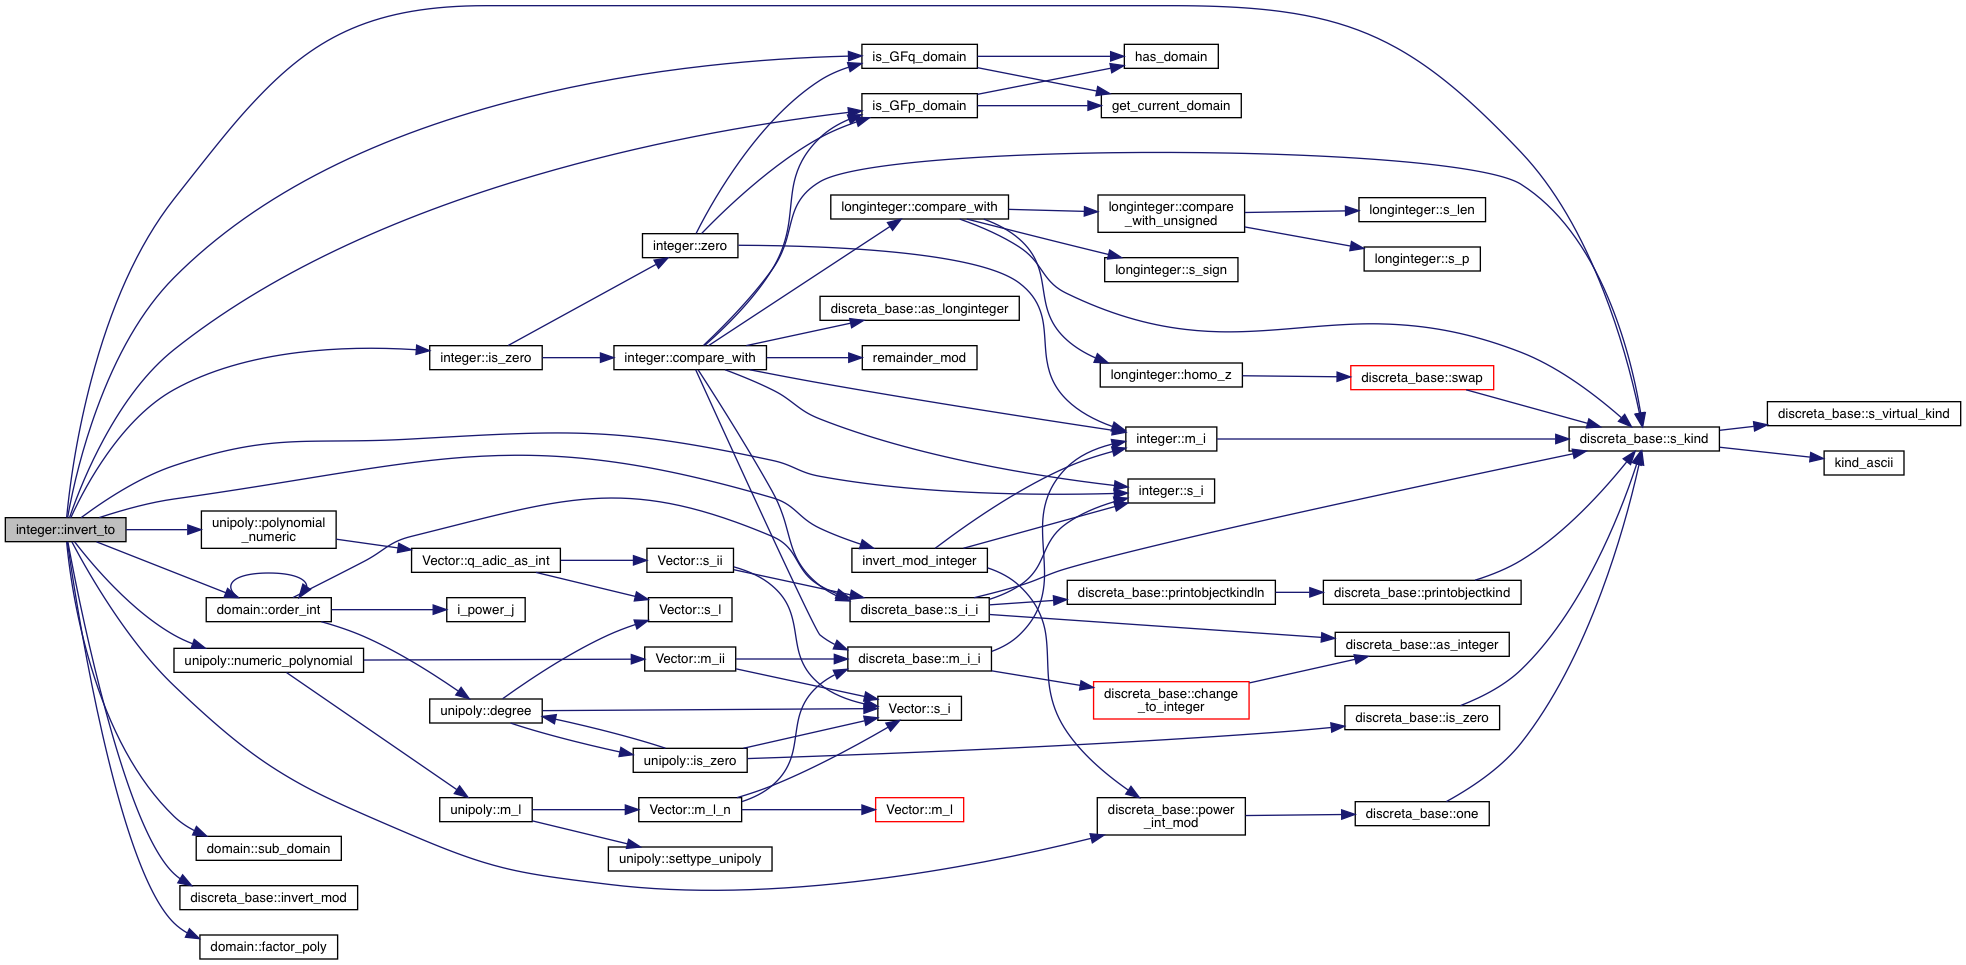 is_GFq_domain
has_domain
is_GFp_domain
get_current_domain
longinteger::compare_with
longinteger::compare
_with_unsigned
longinteger::s_len
integer::zero
longinteger::s_sign
longinteger::s_p
discreta_base::as_longinteger
integer::is_zero
integer::compare_with
remainder_mod
longinteger::homo_z
discreta_base::swap
discreta_base::s_virtual_kind
integer::m_i
discreta_base::s_kind
kind_ascii
integer::s_i
integer::invert_to
unipoly::polynomial
_numeric
Vector::q_adic_as_int
Vector::s_ii
invert_mod_integer
discreta_base::printobjectkindln
discreta_base::printobjectkind
domain::order_int
i_power_j
Vector::s_l
discreta_base::s_i_i
discreta_base::as_integer
unipoly::numeric_polynomial
Vector::m_ii
discreta_base::m_i_i
discreta_base::change
_to_integer
unipoly::degree
Vector::s_i
discreta_base::is_zero
unipoly::is_zero
unipoly::m_l
Vector::m_l_n
Vector::m_l
discreta_base::power
_int_mod
discreta_base::one
domain::sub_domain
unipoly::settype_unipoly
discreta_base::invert_mod
domain::factor_poly